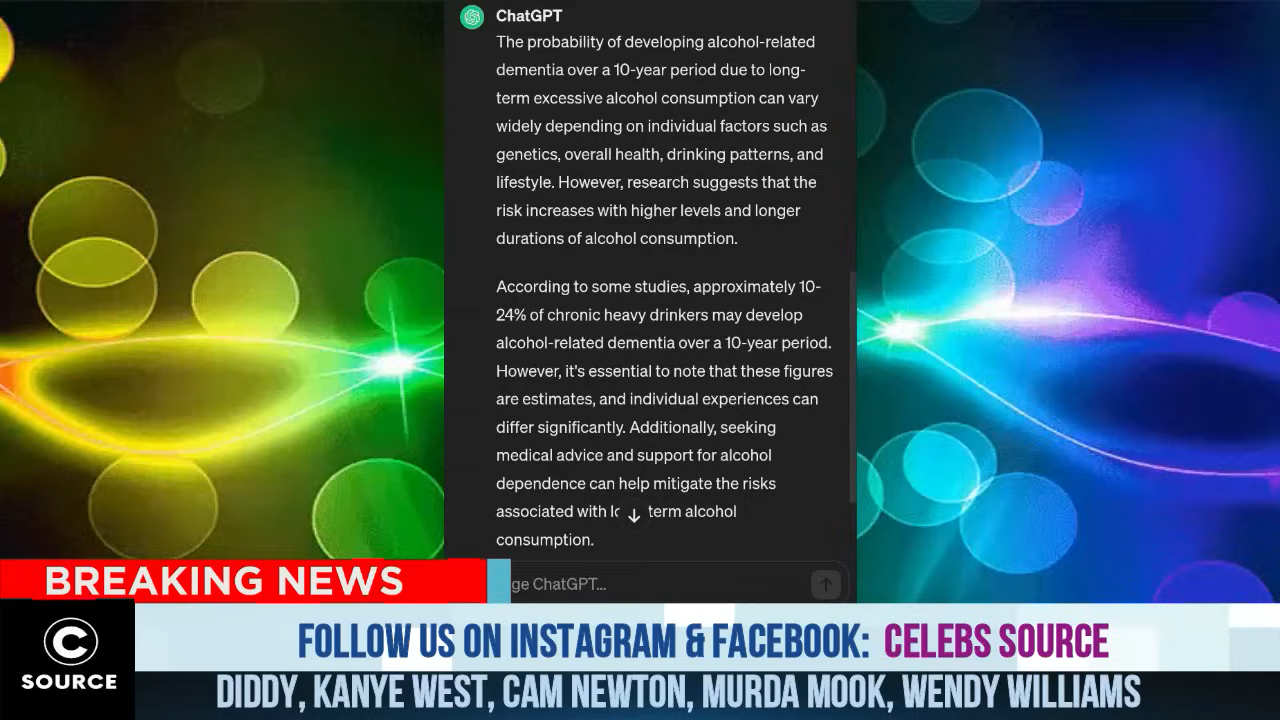 ChatGPT
The probability of developing alcohol-related
dementia over a 10-year period due to long-
term excessive alcohol consumption can vary
widely depending on individual factors such as
genetics, overall health, drinking patterns, and
lifestyle. However, research suggests that the
risk increases with higher levels and longer
durations of alcohol consumption.
According to some studies, approximately 10-
24% of chronic heavy drinkers may develop
alcohol-related dementia over a 10-year period.
However, it's essential to note that these figures
are estimates, and individual experiences can
differ significantly. Additionally, seeking
medical advice and support for alcohol
dependence can help mitigate the risks
associated with term alcohol
consumption.
ge ChatGPT...
BREAKING NEWS
C
SOURCE
FOLLOW US ON INSTAGRAM & FACEBOOK: CELEBS SOURCE
DIDDY, KANYE WEST, CAM NEWTON, MURDA MOOK, WENDY WILLIAMS